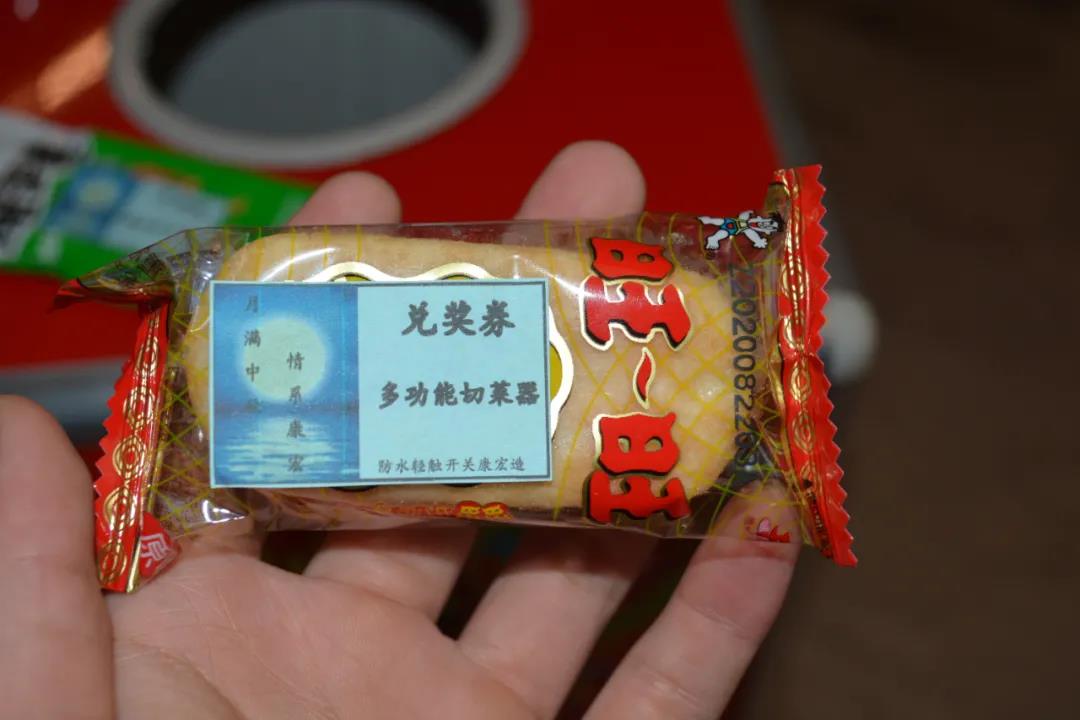 月满中秋
情系康宏
兑奖券
多功能切菜器
防水轻触开关康宏造
旺旺
20200822
原